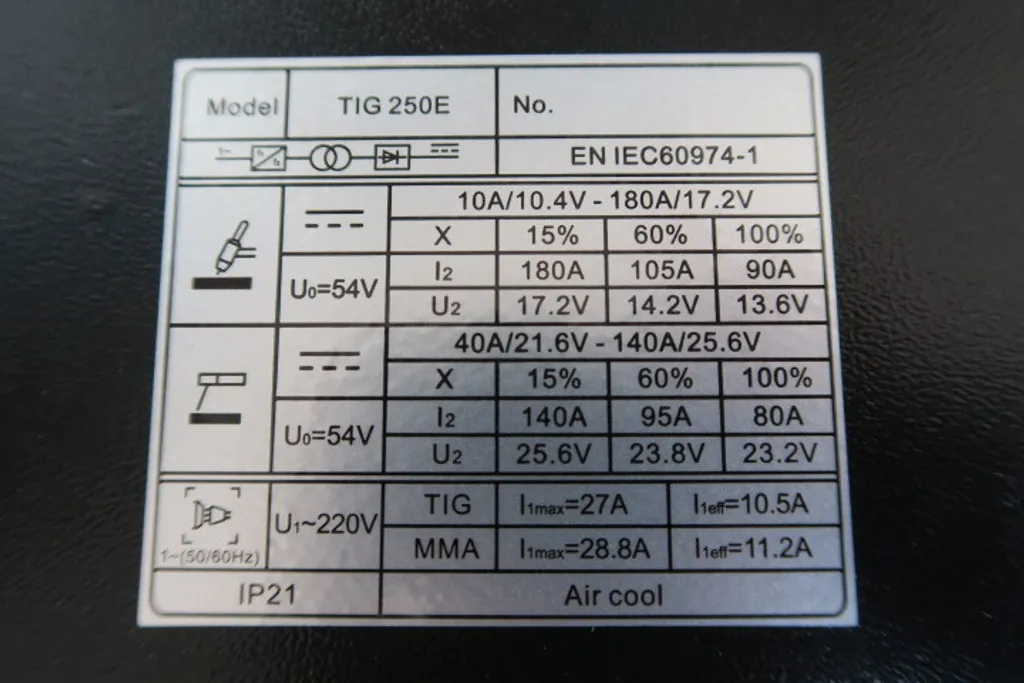 Model TIG 250E No.
EN IEC60974-1
10A/10.4V - 180A/17.2V
X 15% 60% 100%
U₀=54V I₂ 180A 105A 90A
U₂ 17.2V 14.2V 13.6V
40A/21.6V - 140A/25.6V
X 15% 60% 100%
U₀=54V I₂ 140A 95A 80A
U₂ 25.6V 23.8V 23.2V
1~(50/60Hz) U₁~220V TIG I₁max=27A I₁eff=10.5A
MMA I₁max=28.8A I₁eff=11.2A
IP21 Air cool